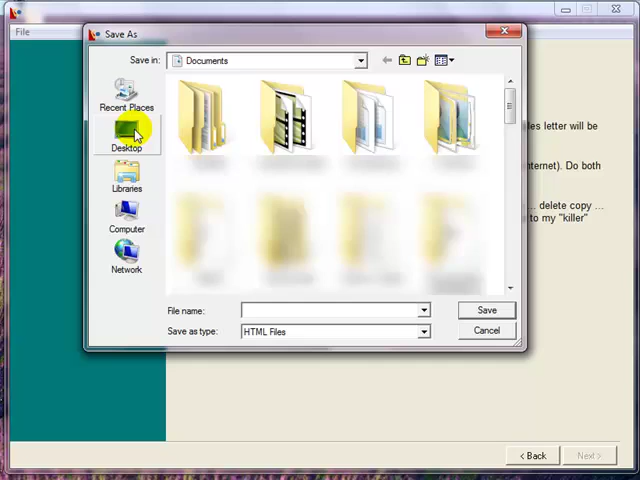 Save As
File
Save in:
Documents
Recent Places
Desktop
Libraries
Computer
Network
File name:
Save
Save as type:
HTML Files
Cancel
les letter will be
nternet). Do both
... delete copy ...
to my "killer"
< Back
Next >